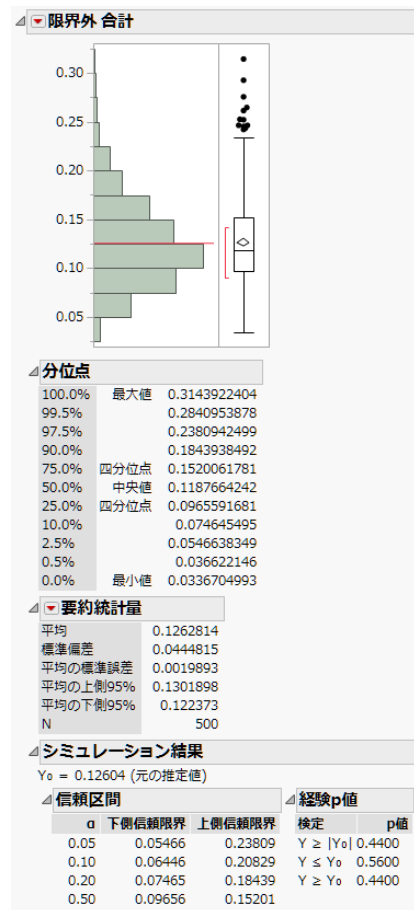 限界外 合計
0.30
0.25
0.20
0.15
0.10
0.05
分位点
100.0% 最大値 0.3143922404
99.5% 0.2840953878
97.5% 0.2380942499
90.0% 0.1843938492
75.0% 四分位点 0.1520061781
50.0% 中央値 0.1187664242
25.0% 四分位点 0.0965591681
10.0% 0.074645495
2.5% 0.0546638349
0.5% 0.036622146
0.0% 最小値 0.0336704993
要約統計量
平均 0.1262814
標準偏差 0.0444815
平均の標準誤差 0.0019893
平均の上側95% 0.1301898
平均の下側95% 0.122373
N 500
シミュレーション結果
Y₀ = 0.12604 (元の推定値)
信頼区間
α 下側信頼限界 上側信頼限界
0.05 0.05466 0.23809
0.10 0.06446 0.20829
0.20 0.07465 0.18439
0.50 0.09656 0.15201
経験p値
検定 p値
Y ≥ |Y₀| 0.4400
Y ≤ Y₀ 0.5600
Y ≥ Y₀ 0.4400